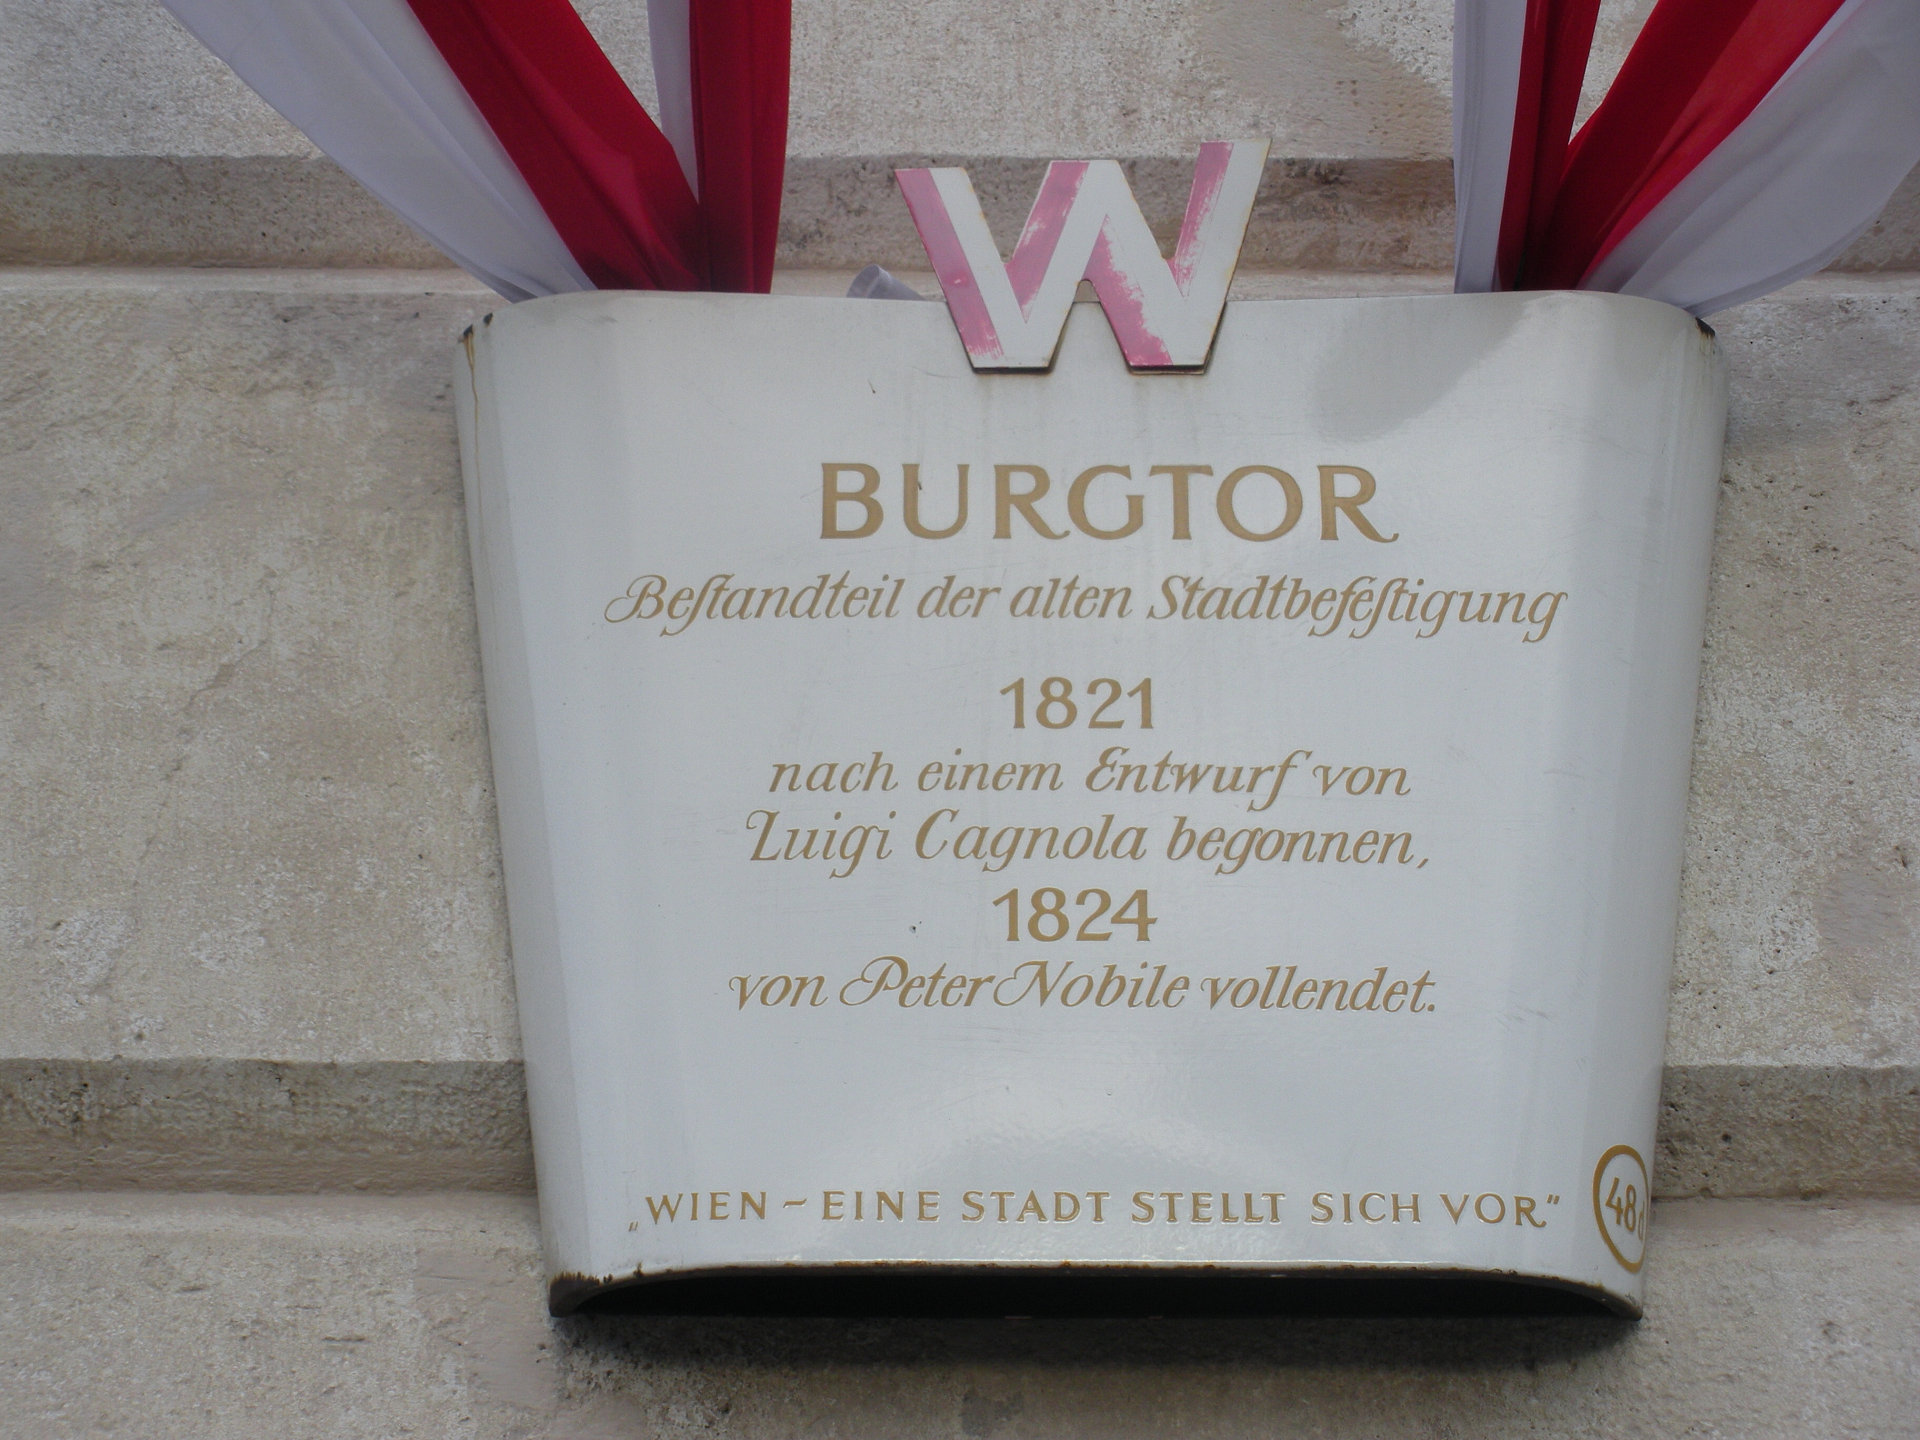 W
BURGTOR
Beſtandteil der alten Stadtbefeſtigung
1821
nach einem Entwurf von
Luigi Cagnola begonnen,
1824
von Peter Nobile vollendet.
„WIEN – EINE STADT STELLT SICH VOR”
48d